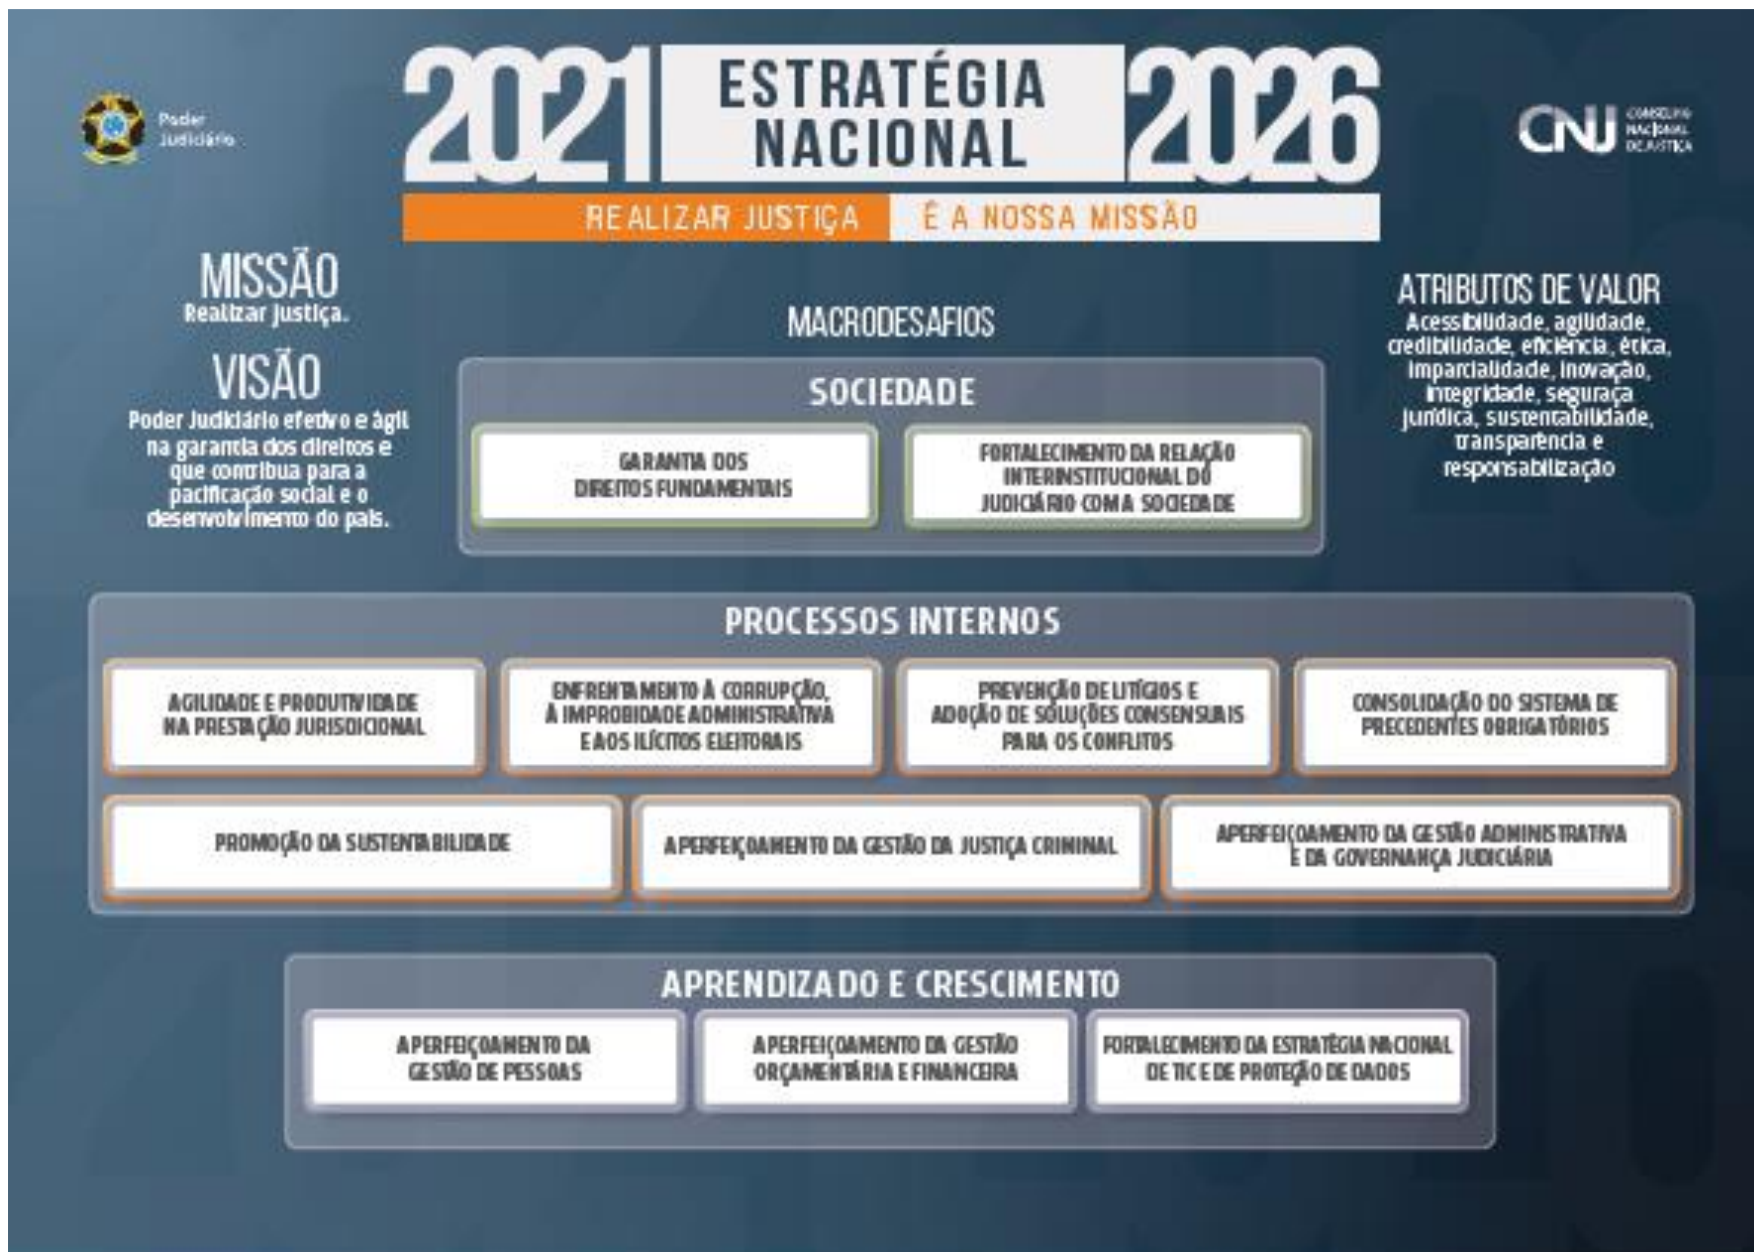 Poder
Judiciário
2021
ESTRATÉGIA
NACIONAL
2026
CNJ
CONSELHO
NACIONAL
DE JUSTIÇA
REALIZAR JUSTIÇA É A NOSSA MISSÃO
MISSÃO
Realizar Justiça.
VISÃO
Poder Judiciário efetivo e ágil
na garantia dos direitos e
que contribua para a
pacificação social e o
desenvolvimento do país.
ATRIBUTOS DE VALOR
Acessibilidade, agilidade,
credibilidade, eficiência, ética,
imparcialidade, inovação,
integridade, seguraça
jurídica, sustentabilidade,
transparência e
responsabilização
MACRODESAFIOS
SOCIEDADE
GARANTIA DOS
DIREITOS FUNDAMENTAIS
FORTALECIMENTO DA RELAÇÃO
INTERINSTITUCIONAL DO
JUDICIÁRIO COM A SOCIEDADE
PROCESSOS INTERNOS
AGILIDADE E PRODUTIVIDADE
NA PRESTAÇÃO JURISDICIONAL
ENFRENTAMENTO À CORRUPÇÃO,
À IMPROBIDADE ADMINISTRATIVA
E AOS ILÍCITOS ELEITORAIS
PREVENÇÃO DE LITÍGIOS E
ADOÇÃO DE SOLUÇÕES CONSENSUAIS
PARA OS CONFLITOS
CONSOLIDAÇÃO DO SISTEMA DE
PRECEDENTES OBRIGATÓRIOS
PROMOÇÃO DA SUSTENTABILIDADE
APERFEIÇOAMENTO DA GESTÃO DA JUSTIÇA CRIMINAL
APERFEIÇOAMENTO DA GESTÃO ADMINISTRATIVA
E DA GOVERNANÇA JUDICIÁRIA
APRENDIZADO E CRESCIMENTO
APERFEIÇOAMENTO DA
GESTÃO DE PESSOAS
APERFEIÇOAMENTO DA GESTÃO
ORÇAMENTÁRIA E FINANCEIRA
FORTALECIMENTO DA ESTRATÉGIA NACIONAL
DE TIC E DE PROTEÇÃO DE DADOS